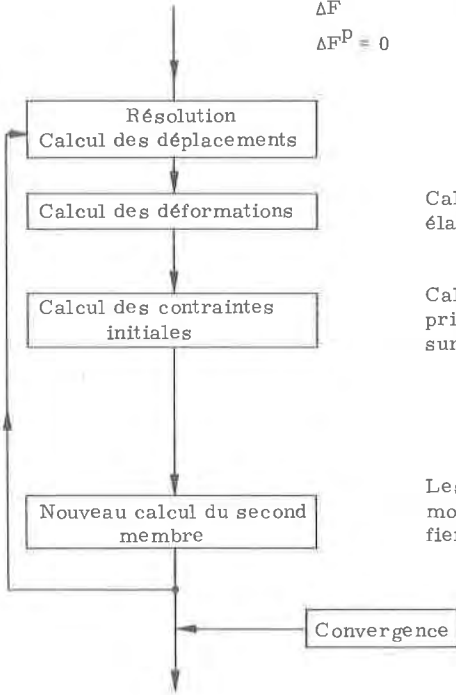 ΔF
ΔFᵖ = 0
Résolution
Calcul des déplacements
Calcul des déformations
Calcul des contraintes
initiales
Nouveau calcul du second
membre
Convergence